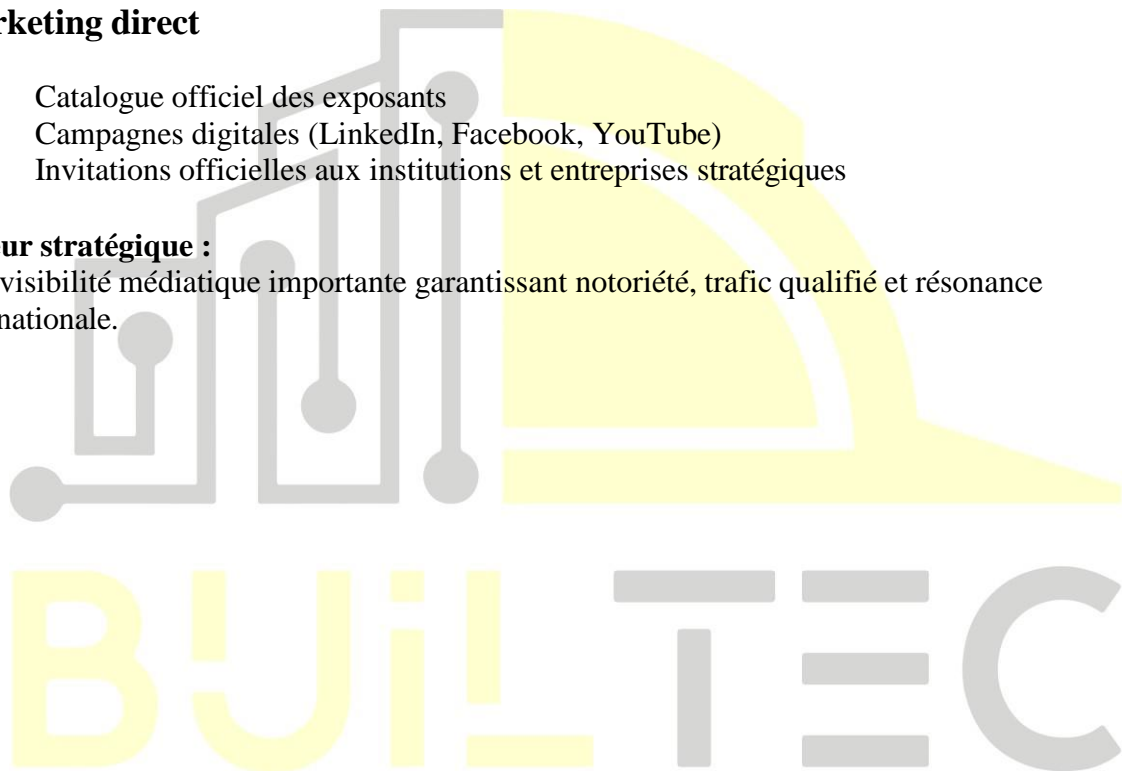 rketing direct
Catalogue officiel des exposants
Campagnes digitales (LinkedIn, Facebook, YouTube)
Invitations officielles aux institutions et entreprises stratégiques
eur stratégique :
visibilité médiatique importante garantissant notoriété, trafic qualifié et résonance
nationale.
BUiLTEC